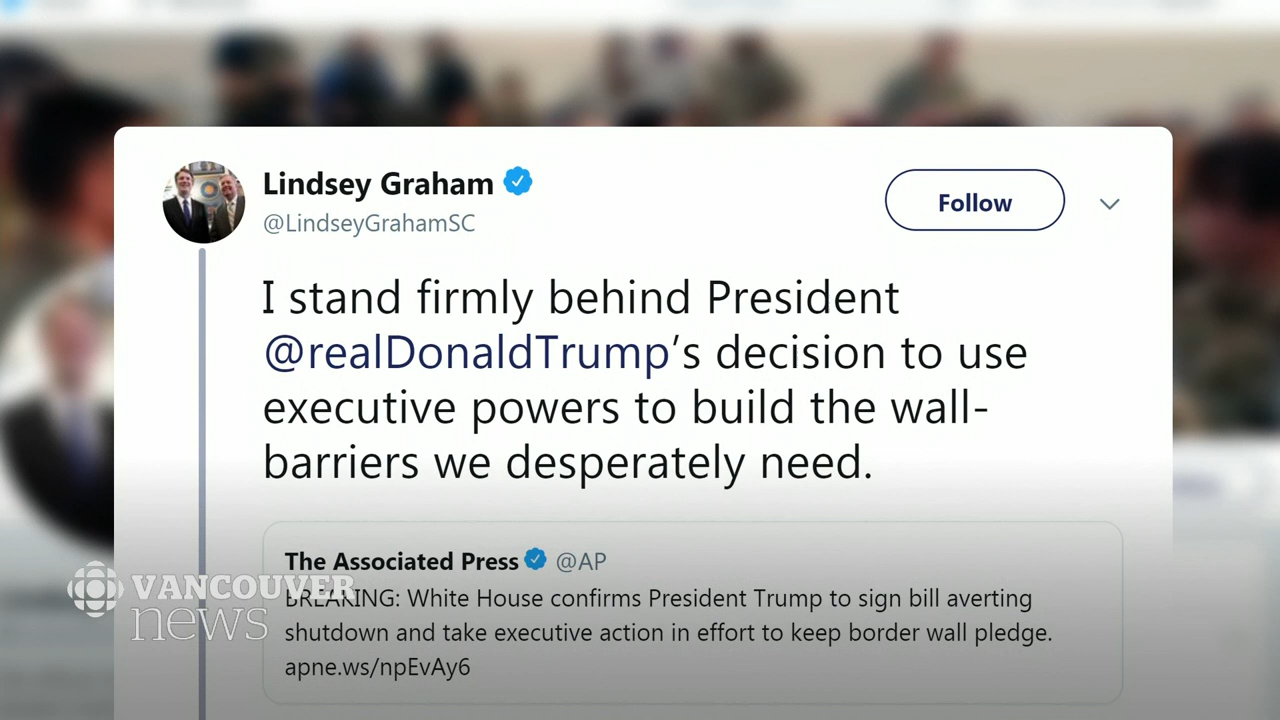 Lindsey Graham
@LindseyGrahamSC
Follow
I stand firmly behind President
@realDonaldTrump’s decision to use
executive powers to build the wall-
barriers we desperately need.
The Associated Press @AP
BREAKING: White House confirms President Trump to sign bill averting
shutdown and take executive action in effort to keep border wall pledge.
apne.ws/npEvAy6
VANCOUVER
news